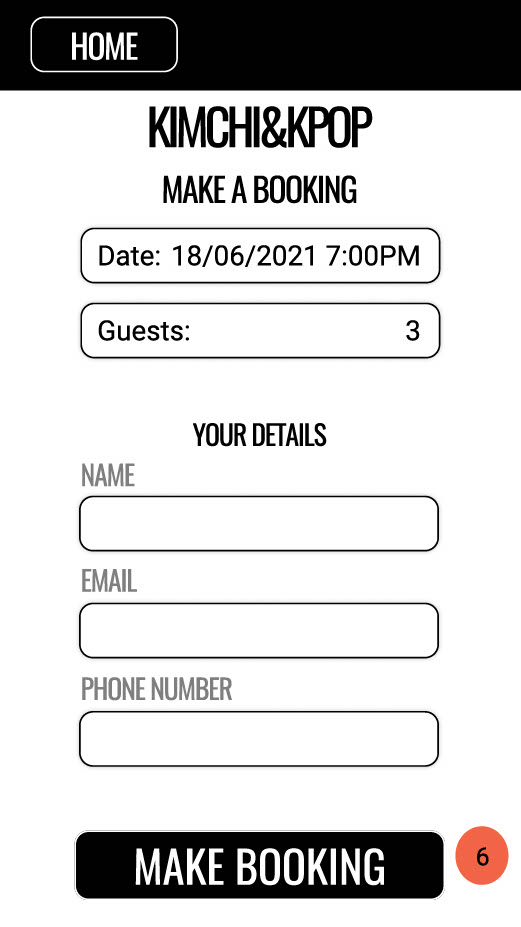 HOME
KIMCHI&KPOP
MAKE A BOOKING
Date: 18/06/2021 7:00PM
Guests: 3
YOUR DETAILS
NAME
EMAIL
PHONE NUMBER
MAKE BOOKING 6